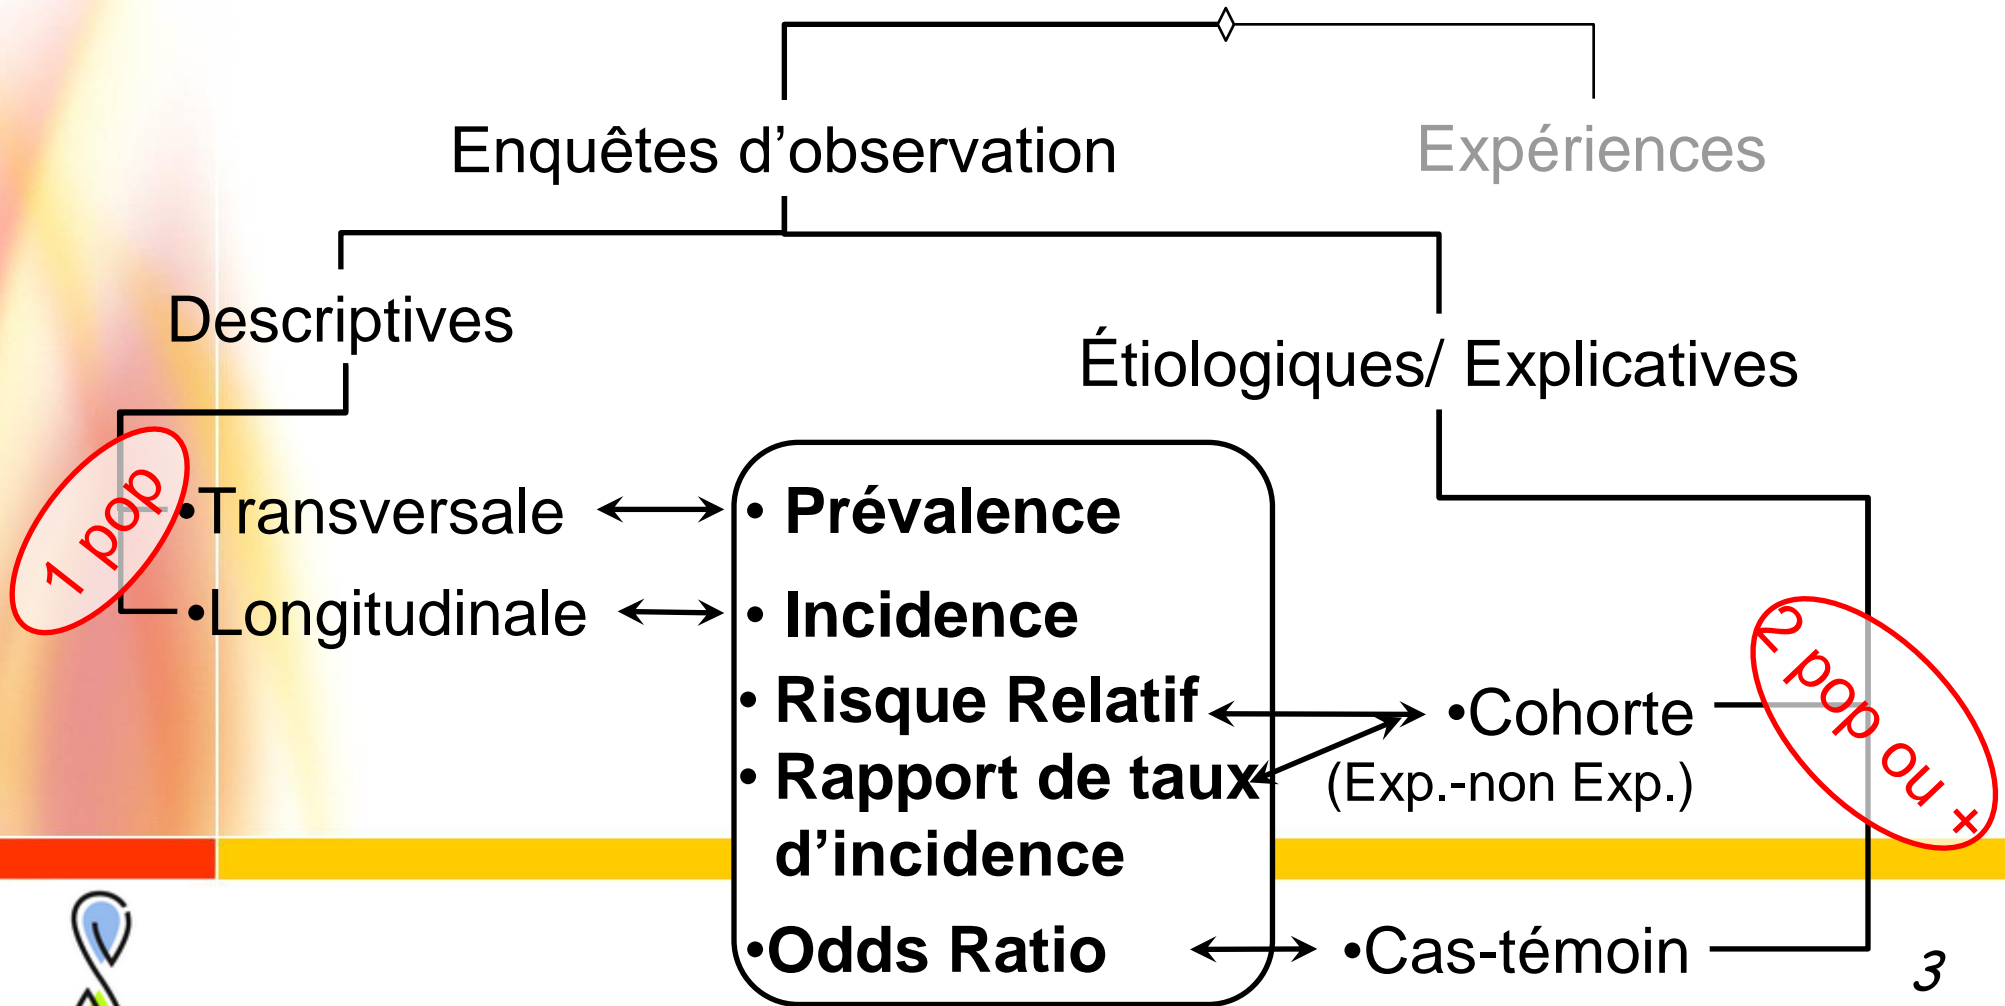 Enquêtes d’observation
Expériences
Descriptives
Étiologiques/ Explicatives
1 pop
•Transversale
•Longitudinale
• Prévalence
• Incidence
• Risque Relatif
• Rapport de taux
d’incidence
•Odds Ratio
•Cohorte
(Exp.-non Exp.)
•Cas-témoin
2 pop ou +
3